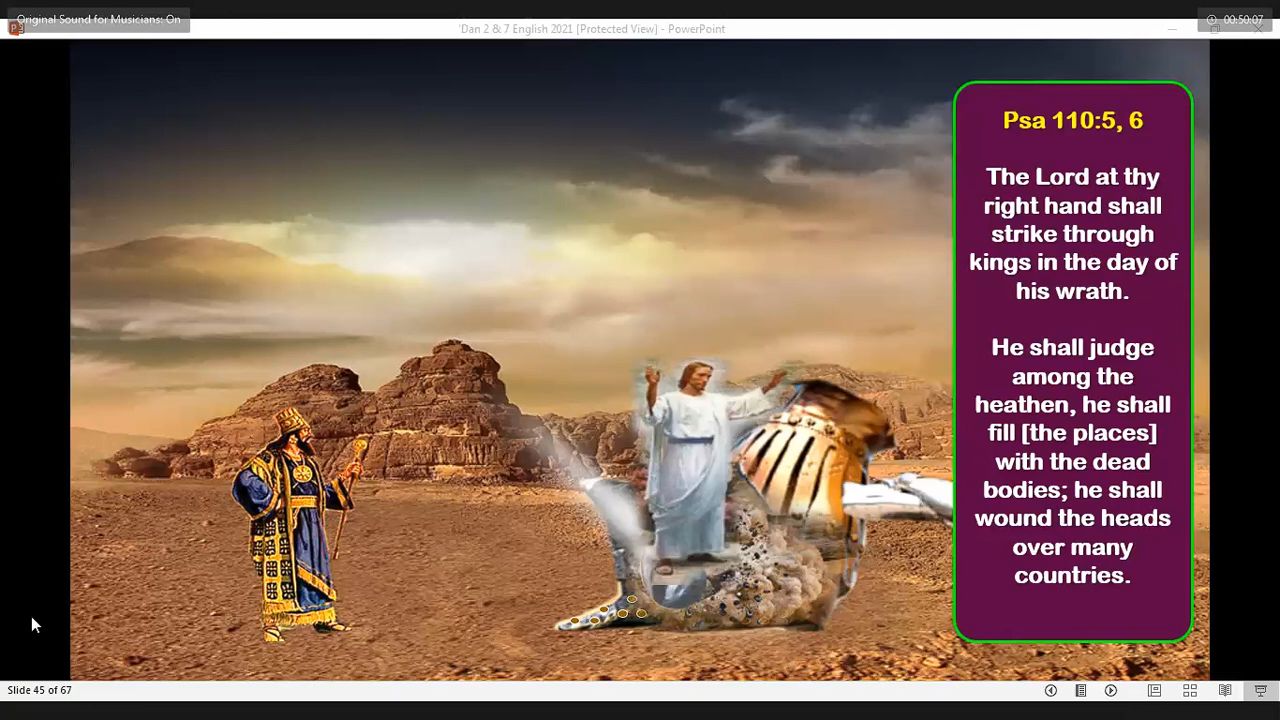 Original Sound for Musicians: On
00:50:07
Dan 2 & 7 English 2021 [Protected View] - PowerPoint
Psa 110:5, 6
The Lord at thy
right hand shall
strike through
kings in the day of
his wrath.
He shall judge
among the
heathen, he shall
fill [the places]
with the dead
bodies; he shall
wound the heads
over many
countries.
Slide 45 of 67